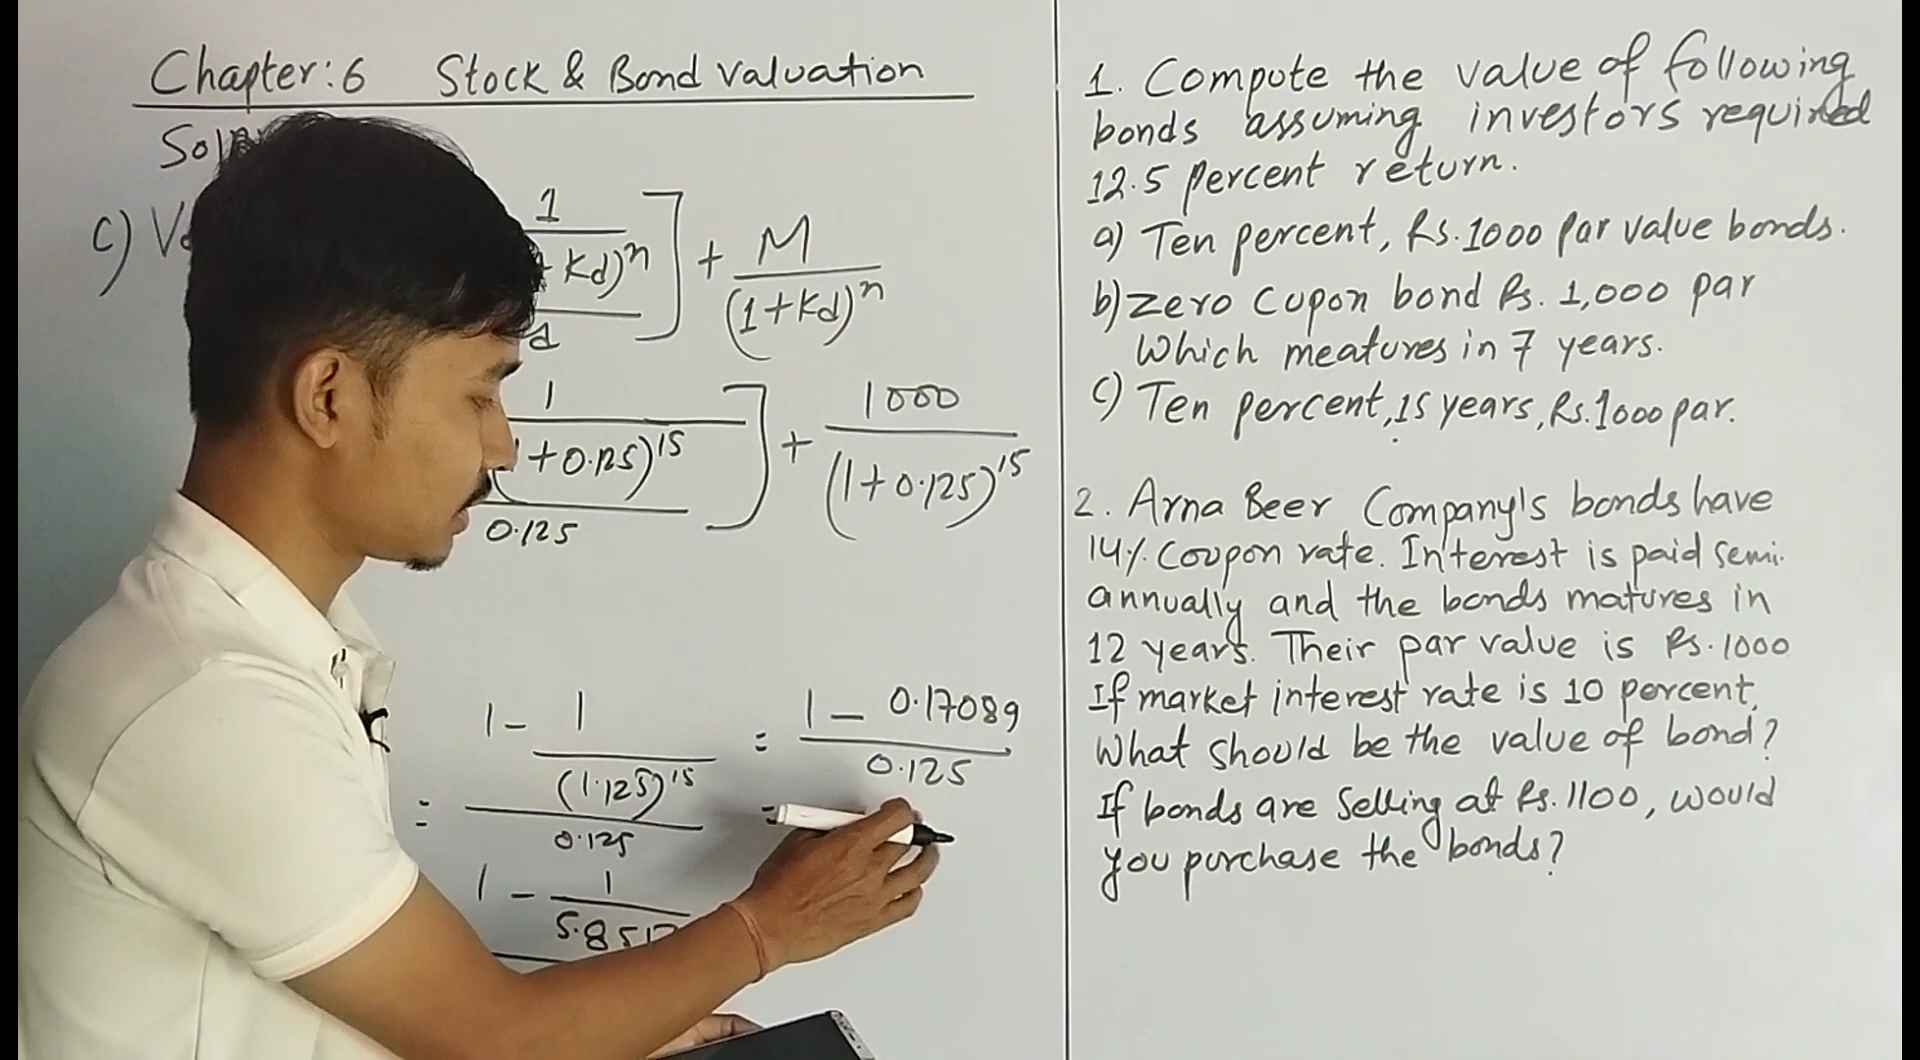 Chapter:6 Stock & Bond Valuation
Soln
c) Va
1
+ Kd)^n
d
] + M
(1+Kd)^n
1
1+0.125)^15
0.125
] + 1000
(1+0.125)^15
= 1 - 1
(1.125)^15
0.125
= 1 - 0.17089
0.125
=
1 - 1
5.851
1. Compute the value of following
bonds assuming investors required
12.5 percent return.
a) Ten percent, Rs.1000 par value bonds.
b) Zero Cupon bond Rs. 1,000 par
Which meatures in 7 years.
c) Ten percent, 15 years, Rs.1000 par.
2. Arna Beer Company's bonds have
14% Coupon rate. Interest is paid semi-
annually and the bonds matures in
12 years. Their par value is Rs.1000
If market interest rate is 10 percent,
What should be the value of bond?
If bonds are Selling at Rs.1100, would
you purchase the bonds?